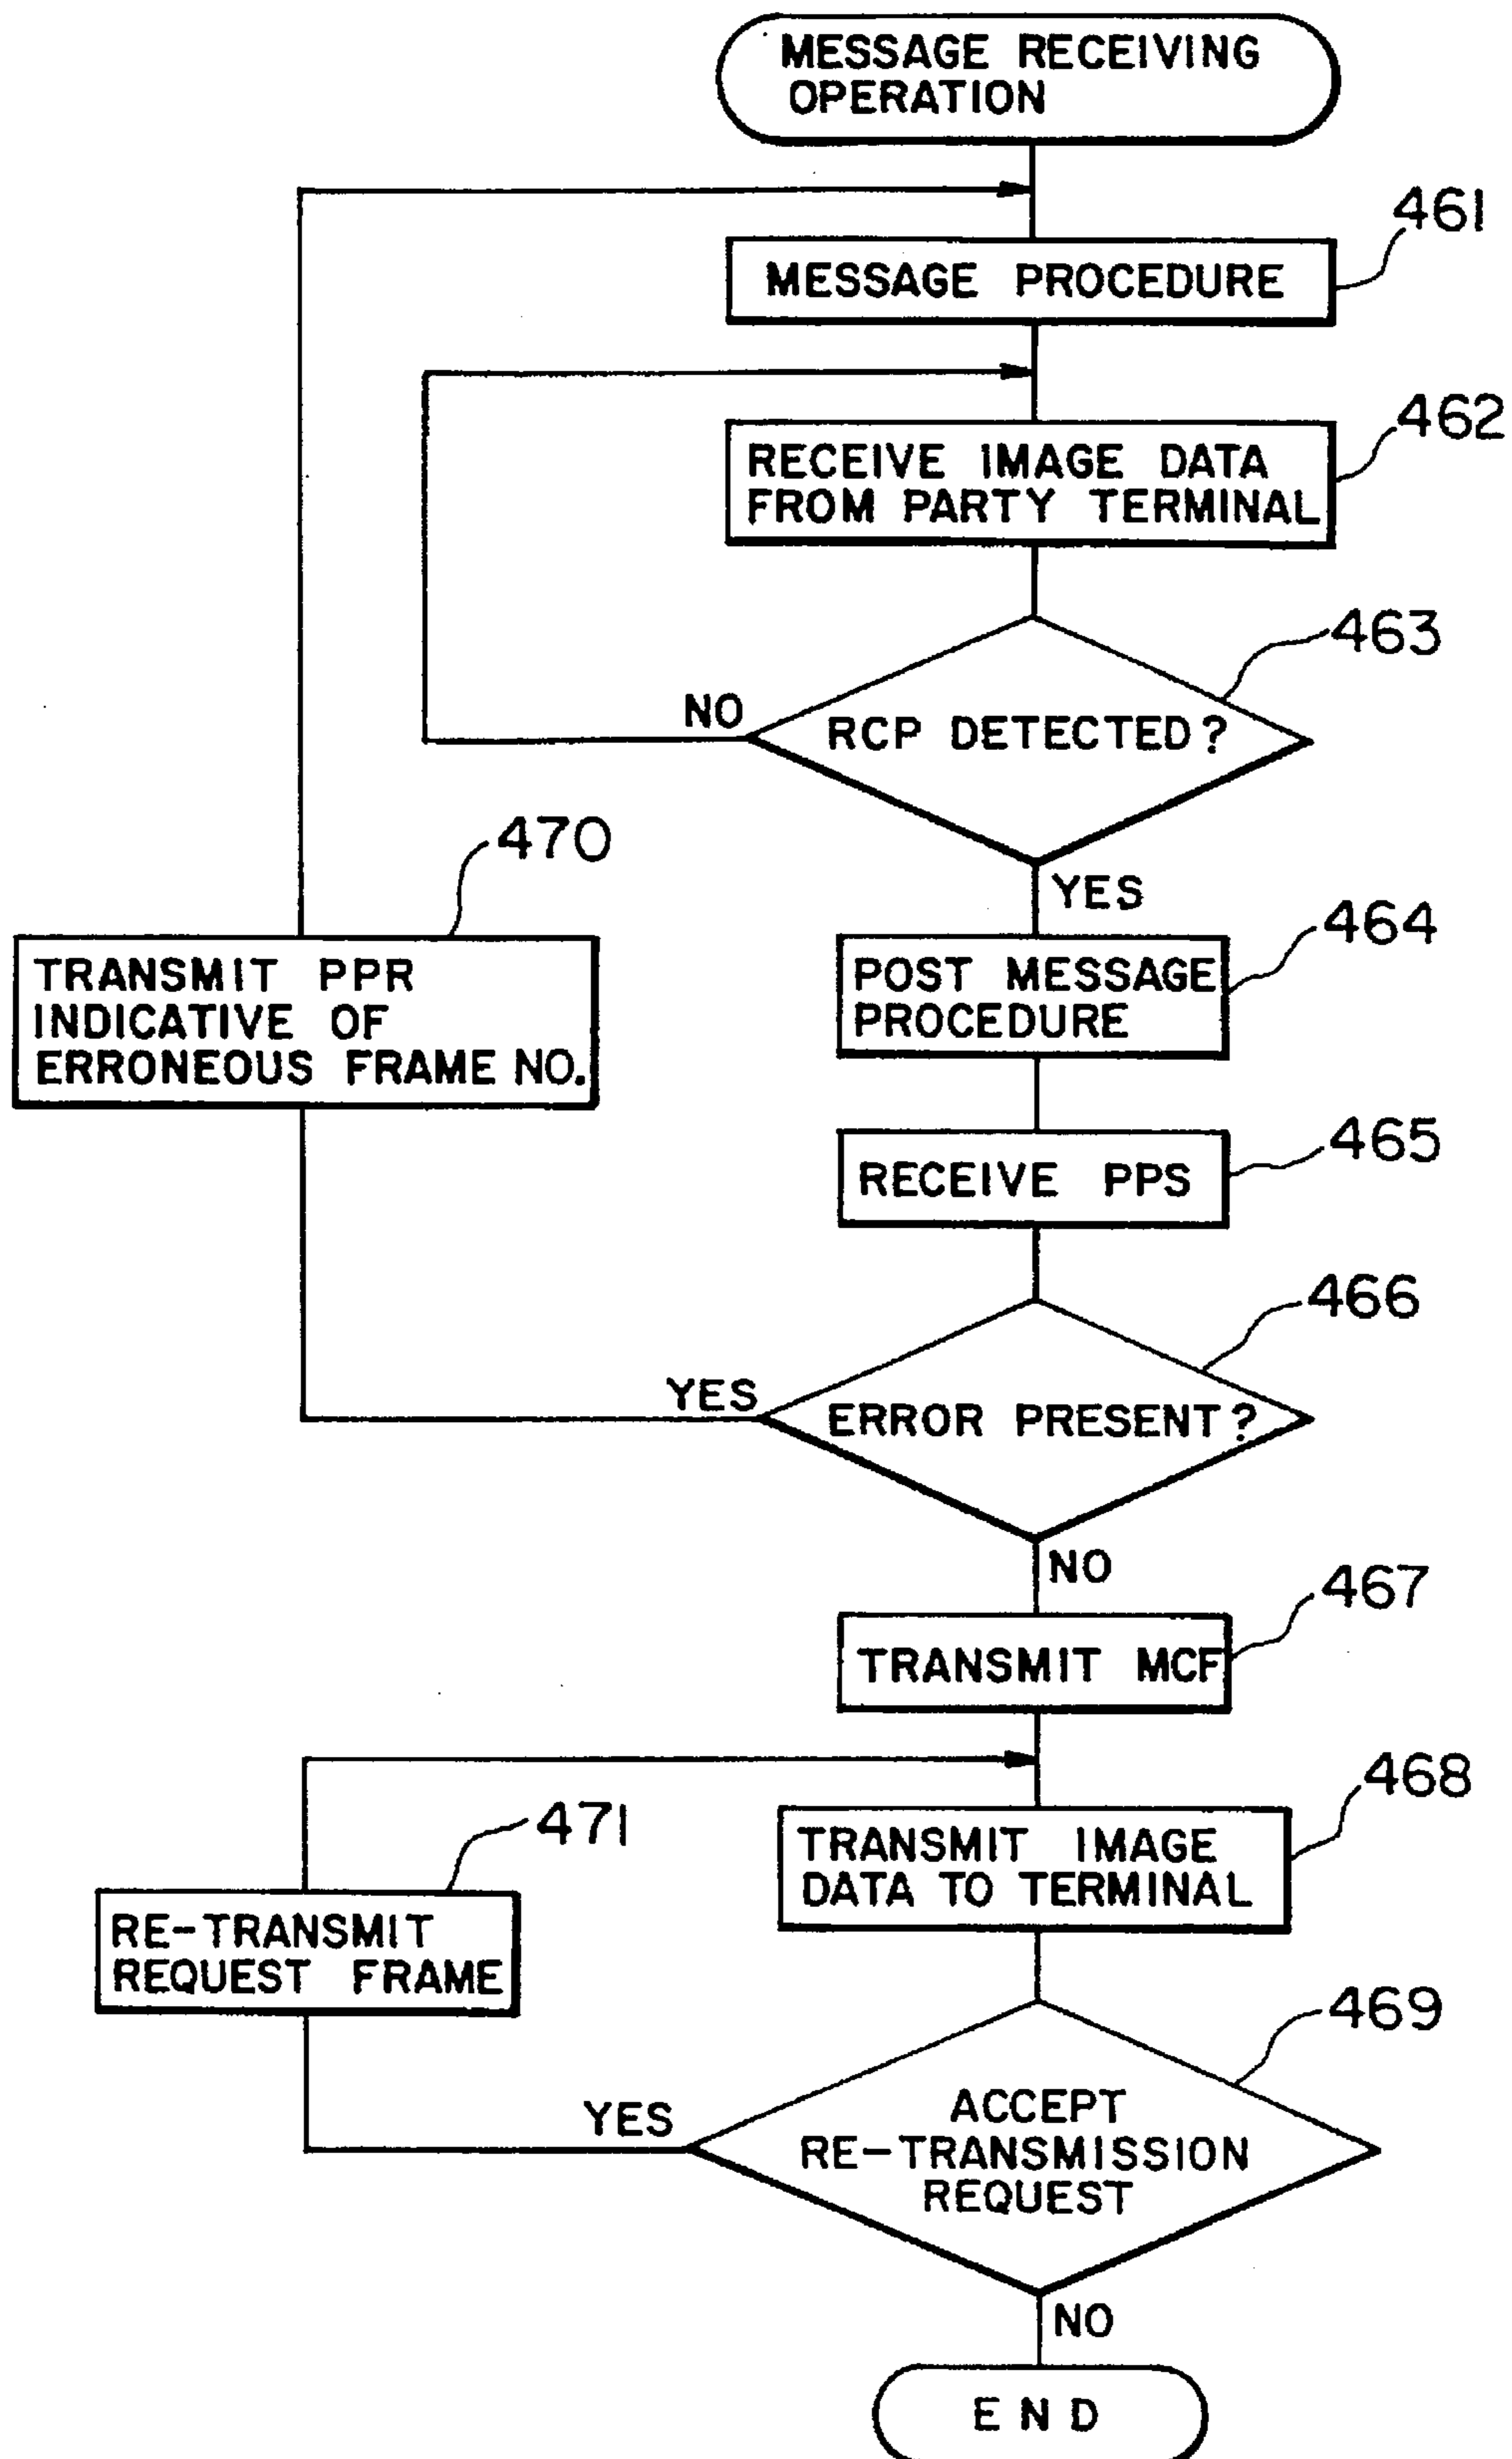 MESSAGE RECEIVING
OPERATION
461
MESSAGE PROCEDURE
462
RECEIVE IMAGE DATA
FROM PARTY TERMINAL
463
NO
RCP DETECTED?
YES
470
TRANSMIT PPR
INDICATIVE OF
ERRONEOUS FRAME NO.
464
POST MESSAGE
PROCEDURE
465
RECEIVE PPS
466
YES
ERROR PRESENT?
NO
467
TRANSMIT MCF
468
TRANSMIT IMAGE
DATA TO TERMINAL
471
RE-TRANSMIT
REQUEST FRAME
469
YES
ACCEPT
RE-TRANSMISSION
REQUEST
NO
END